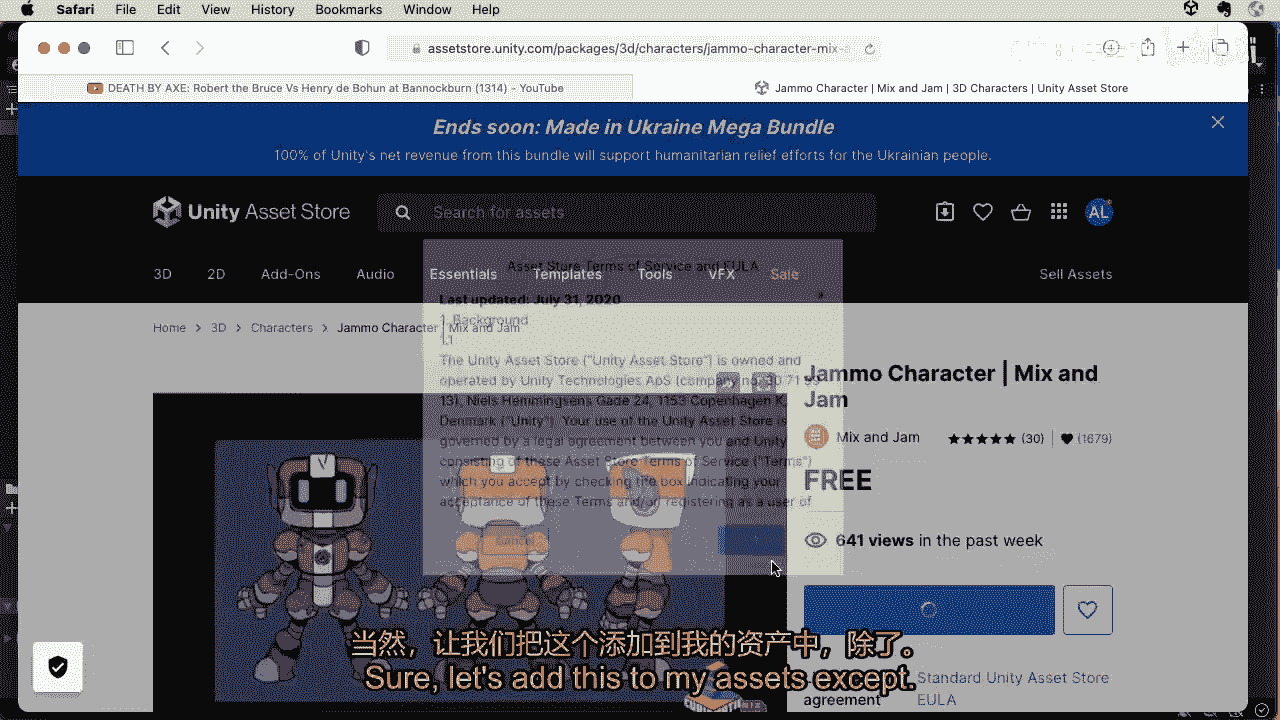 Safari File Edit View History Bookmarks Window Help
assetstore.unity.com/packages/3d/characters/jammo-character-mix-
DEATH BY AXE: Robert the Bruce Vs Henry de Bohun at Bannockburn (1314) - YouTube
Jammo Character | Mix and Jam | 3D Characters | Unity Asset Store
Ends soon: Made in Ukraine Mega Bundle
100% of Unity's net revenue from this bundle will support humanitarian relief efforts for the Ukrainian people.
Unity Asset Store
Search for assets
AL
3D 2D Add-Ons Audio Essentials Templates Tools VFX Sale Sell Assets
Asset Store Terms of Service and EULA
Last updated: July 31, 2020
1. Background
Home > 3D > Characters > Jammo Character | Mix and Jam
1.1
The Unity Asset Store ("Unity Asset Store") is owned and
operated by Unity Technologies ApS (company no. 30 71 99
13), Niels Hemmingsens Gade 24, 1153 Copenhagen K,
Denmark ("Unity"). Your use of the Unity Asset Store is
governed by a legal agreement between you and Unity
consisting of these Asset Store Terms of Service ("Terms")
which you accept by checking the box indicating your
acceptance of these Terms and/or registering as a user of
Cancel
Jammo Character | Mix and
Jam
Mix and Jam ★★★★★ (30) | (1679)
FREE
641 views in the past week
当然，让我们把这个添加到我的资产中，除了。
Sure, let's add this to my assets except.
Standard Unity Asset Store
agreement EULA